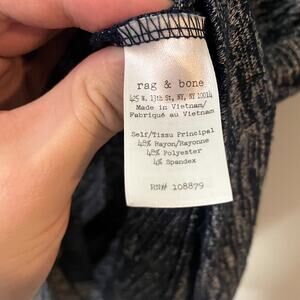 rag & bone
425 W. 13th St, NY, NY 10014
Made in Vietnam/
Fabriqué au Vietnam
Self/Tissu Principal
48% Rayon/Rayonne
48% Polyester
4% Spandex
RN# 108879